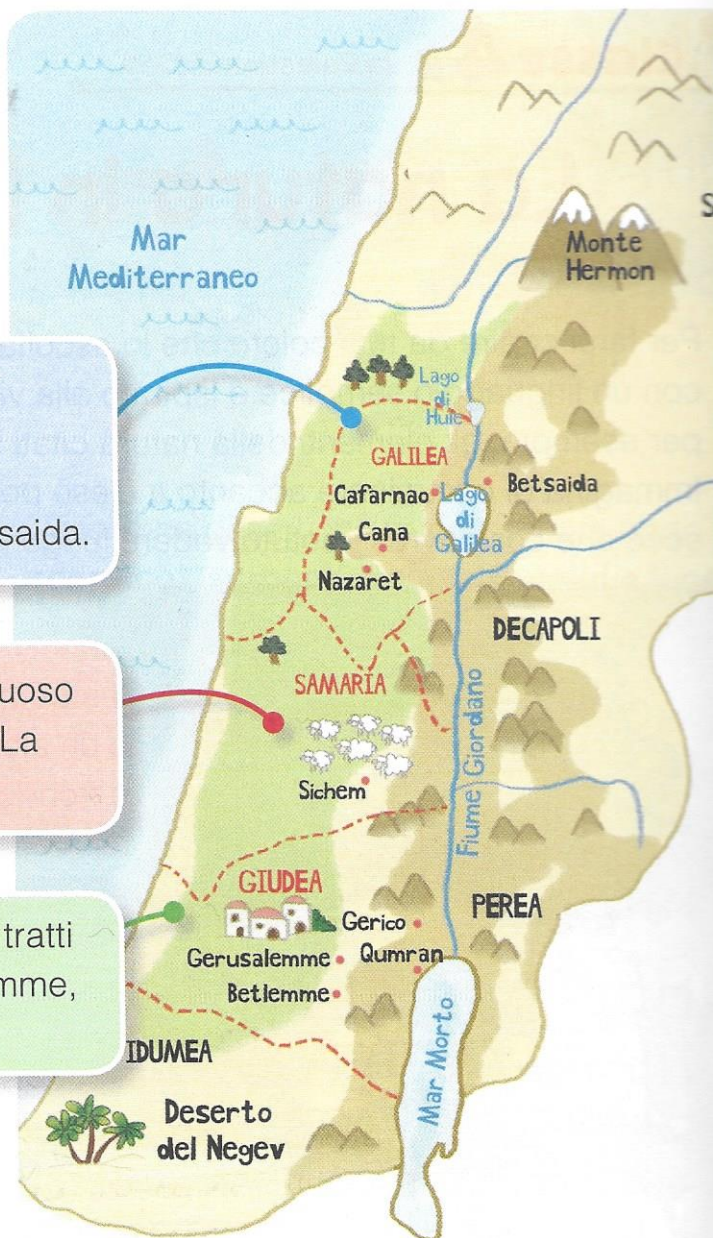 Mar
Mediterraneo
Monte
Hermon
S
saida.
Lago
di
Hule
GALILEA
Cafarnao
Lago
di
Galilea
Betsaida
Cana
Nazaret
DECAPOLI
uoso
La
SAMARIA
Sichem
Fiume Giordano
tratti
mme,
GIUDEA
Gerico
PEREA
Gerusalemme
Qumran
Betlemme
IDUMEA
Mar Morto
Deserto
del Negev